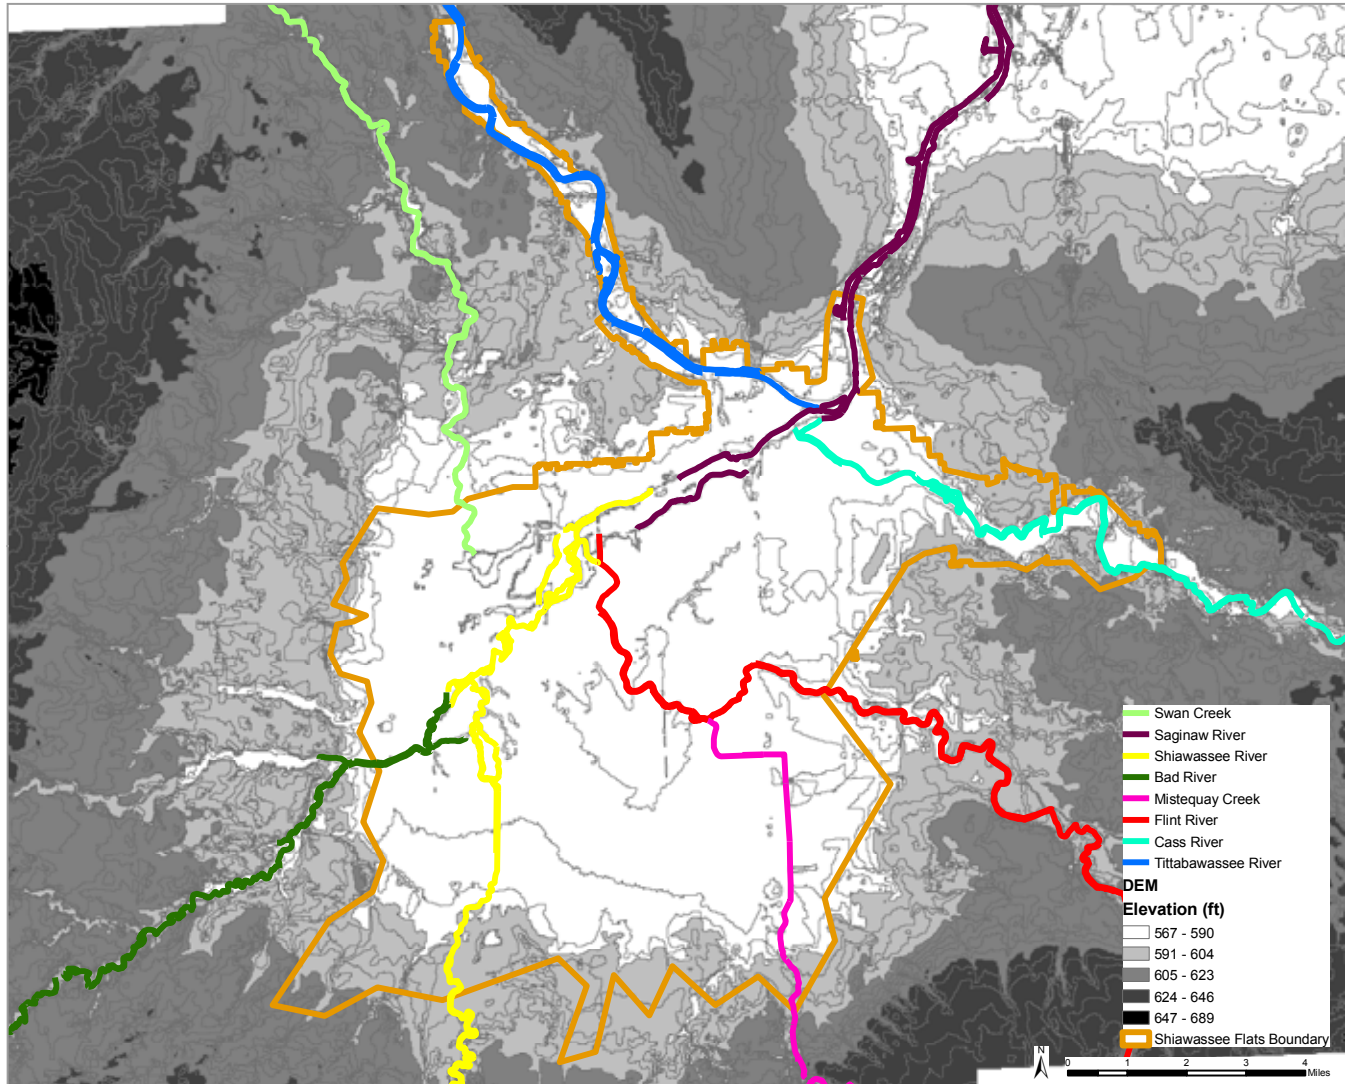 Swan Creek
Saginaw River
Shiawassee River
Bad River
Mistequay Creek
Flint River
Cass River
Tittabawassee River
DEM
Elevation (ft)
567 - 590
591 - 604
605 - 623
624 - 646
647 - 689
Shiawassee Flats Boundary
N
0 1 2 3 4
Miles